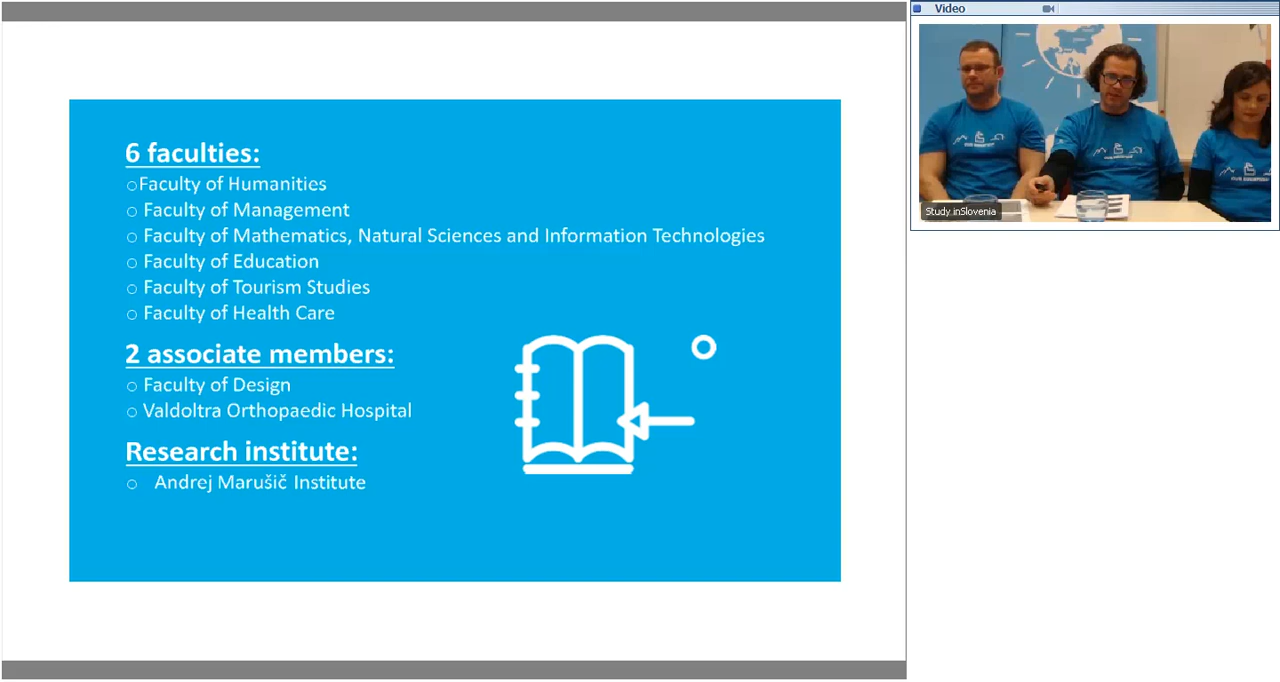 Video
6 faculties:
Faculty of Humanities
Faculty of Management
Faculty of Mathematics, Natural Sciences and Information Technologies
Faculty of Education
Faculty of Tourism Studies
Faculty of Health Care
2 associate members:
Faculty of Design
Valdoltra Orthopaedic Hospital
Research institute:
Andrej Marušič Institute
Study inSlovenia